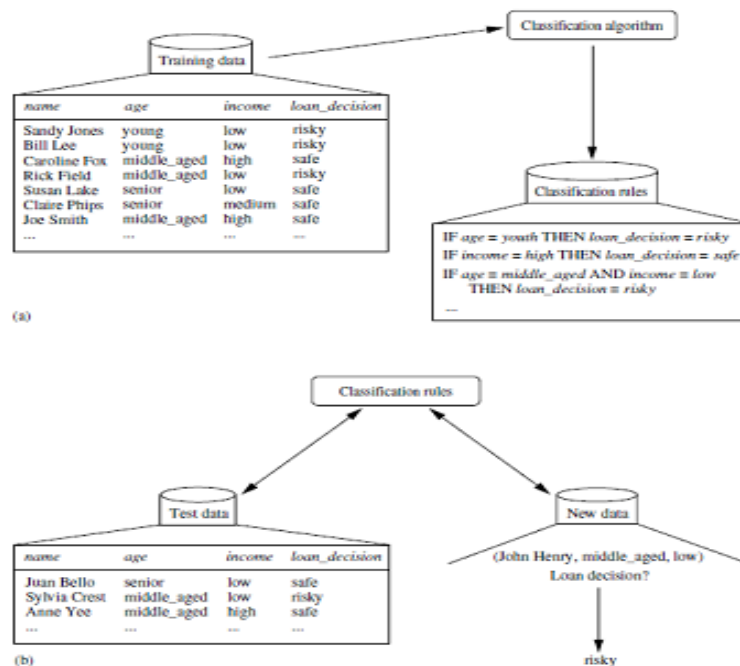 Classification algorithm
Training data
name age income loan_decision
Sandy Jones young low risky
Bill Lee young low risky
Caroline Fox middle_aged high safe
Rick Field middle_aged low risky
Susan Lake senior low safe
Claire Phips senior medium safe
Joe Smith middle_aged high safe
... ... ... ...
Classification rules
IF age = youth THEN loan_decision = risky
IF income = high THEN loan_decision = safe
IF age = middle_aged AND income = low
THEN loan_decision = risky
...
(a)
Classification rules
Test data
name age income loan_decision
Juan Bello senior low safe
Sylvia Crest middle_aged low risky
Anne Yee middle_aged high safe
... ... ... ...
New data
(John Henry, middle_aged, low)
Loan decision?
risky
(b)